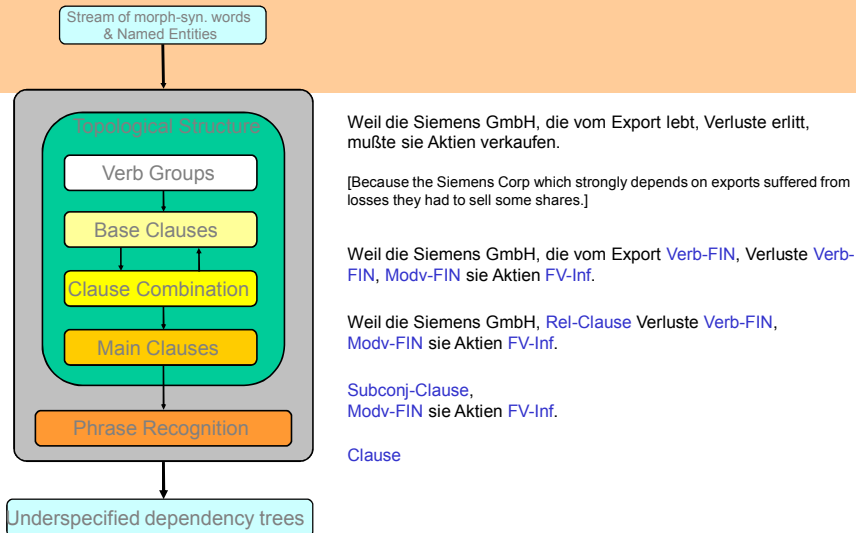 Stream of morph-syn. words
& Named Entities
Topological Structure
Verb Groups
Base Clauses
Clause Combination
Main Clauses
Phrase Recognition
Underspecified dependency trees
Weil die Siemens GmbH, die vom Export lebt, Verluste erlitt,
mußte sie Aktien verkaufen.
[Because the Siemens Corp which strongly depends on exports suffered from
losses they had to sell some shares.]
Weil die Siemens GmbH, die vom Export Verb-FIN, Verluste Verb-
FIN, Modv-FIN sie Aktien FV-Inf.
Weil die Siemens GmbH, Rel-Clause Verluste Verb-FIN,
Modv-FIN sie Aktien FV-Inf.
Subconj-Clause,
Modv-FIN sie Aktien FV-Inf.
Clause